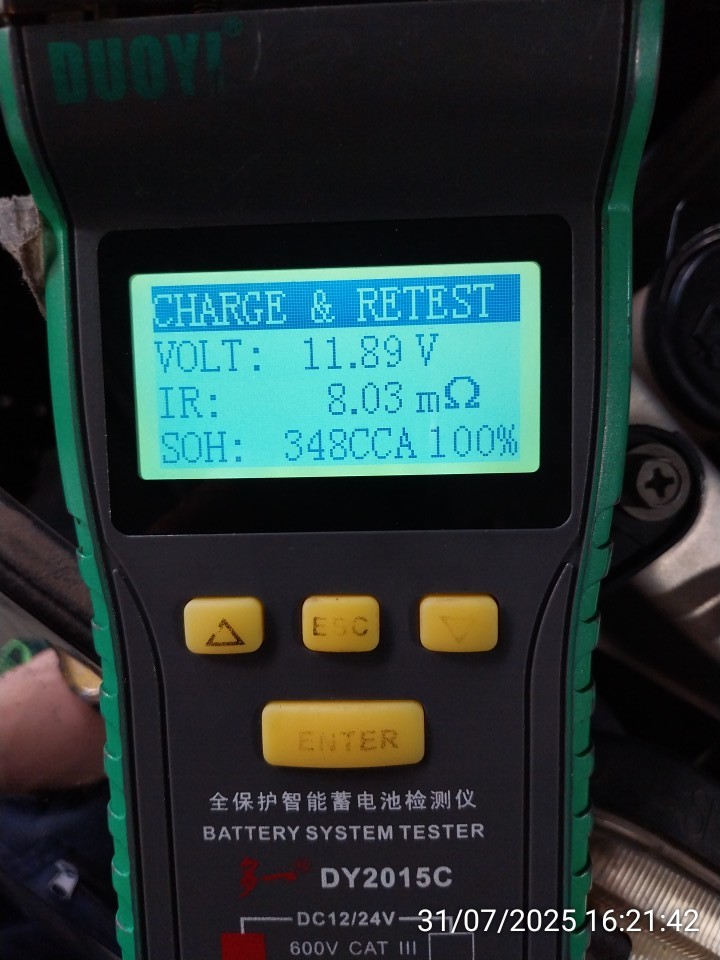 DUOYI®
CHARGE & RETEST
VOLT: 11.89 V
IR: 8.03 mΩ
SOH: 348CCA 100%
ESC
ENTER
全保护智能蓄电池检测仪
BATTERY SYSTEM TESTER
DY2015C
DC12/24V
600V CAT III
31/07/2025 16:21:42